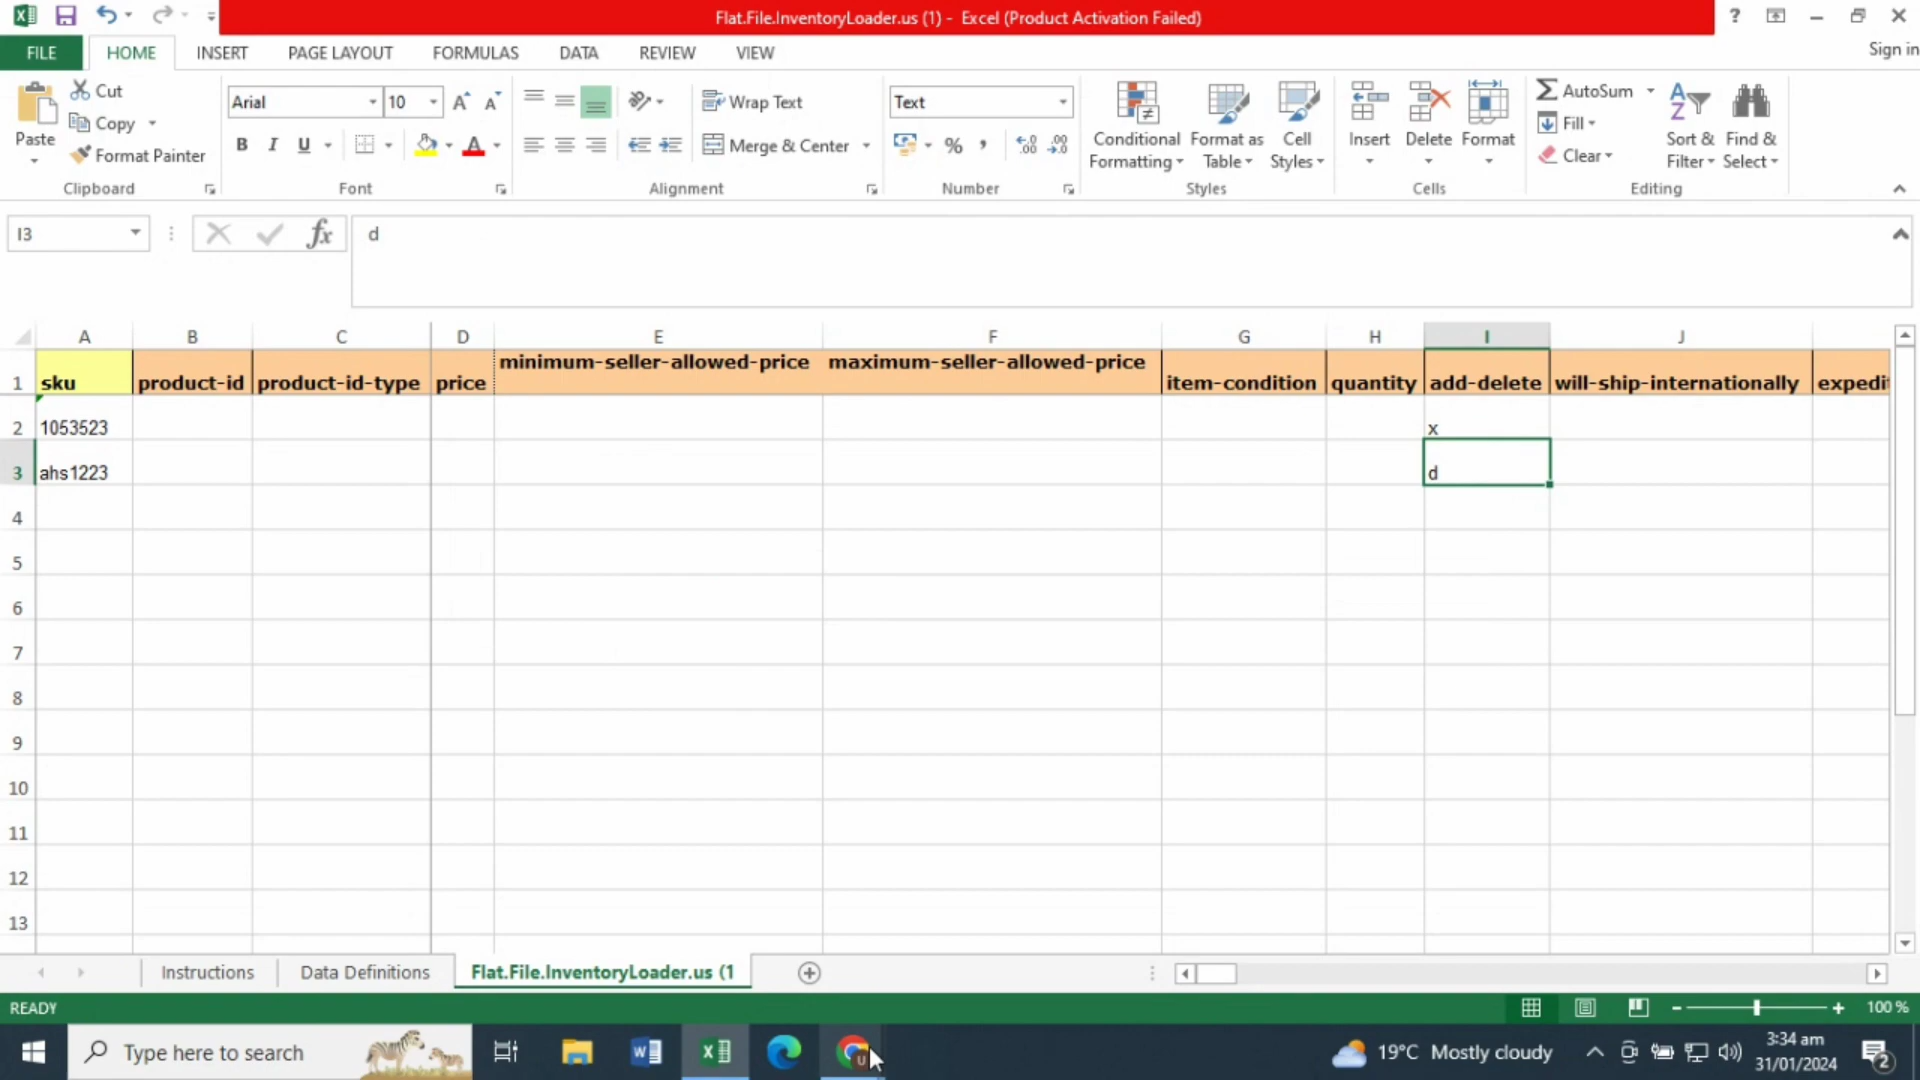 Flat.File.InventoryLoader.us (1) - Excel (Product Activation Failed)
?
FILE HOME INSERT PAGE LAYOUT FORMULAS DATA REVIEW VIEW Sign in
Paste
Cut
Copy
Format Painter
Clipboard
Arial 10
B I U A
Font
Wrap Text
Merge & Center
Alignment
Text
%
Number
Conditional Formatting
Format as Table
Cell Styles
Styles
Insert
Delete
Format
Cells
AutoSum
Fill
Clear
Sort & Filter
Find & Select
Editing
I3 fx d
A B C D E F G H I J
1 sku product-id product-id-type price minimum-seller-allowed-price maximum-seller-allowed-price item-condition quantity add-delete will-ship-internationally expedi
2 1053523 x
3 ahs1223 d
4
5
6
7
8
9
10
11
12
13
Instructions Data Definitions Flat.File.InventoryLoader.us (1
READY 100 %
Type here to search 19°C Mostly cloudy 3:34 am
31/01/2024 2